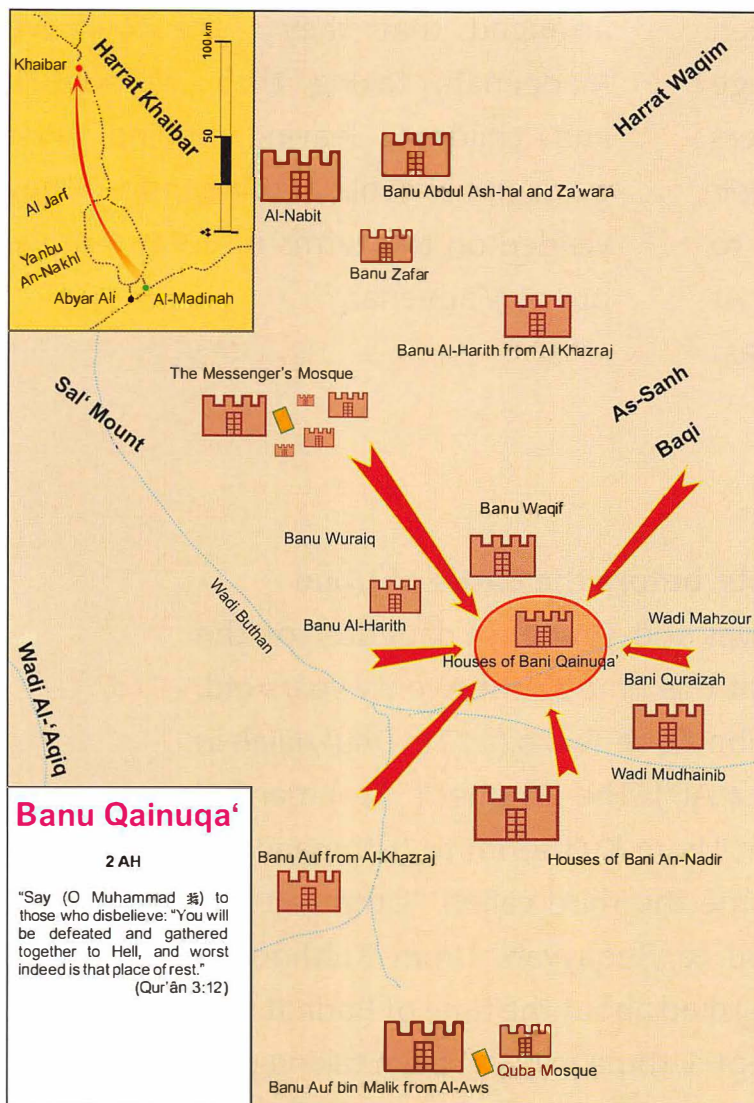 100 km
Khaibar
Harrat Khaibar
50
Al Jarf
Yanbu
An-Nakhl
Abyar Ali
Al-Madinah
Harrat Waqim
Al-Nabit
Banu Abdul Ash-hal and Za'wara
Banu Zafar
Banu Al-Harith from Al Khazraj
The Messenger's Mosque
Sal‘ Mount
As-Sanh
Baqi
Banu Waqif
Banu Wuraiq
Wadi Buthan
Banu Al-Harith
Wadi Mahzour
Houses of Bani Qainuqa'
Bani Quraizah
Wadi Al-‘Aqiq
Wadi Mudhainib
Banu Qainuqa‘
2 AH
"Say (O Muhammad ﷺ) to
those who disbelieve: "You will
be defeated and gathered
together to Hell, and worst
indeed is that place of rest."
(Qur'ân 3:12)
Banu Auf from Al-Khazraj
Houses of Bani An-Nadir
Quba Mosque
Banu Auf bin Malik from Al-Aws